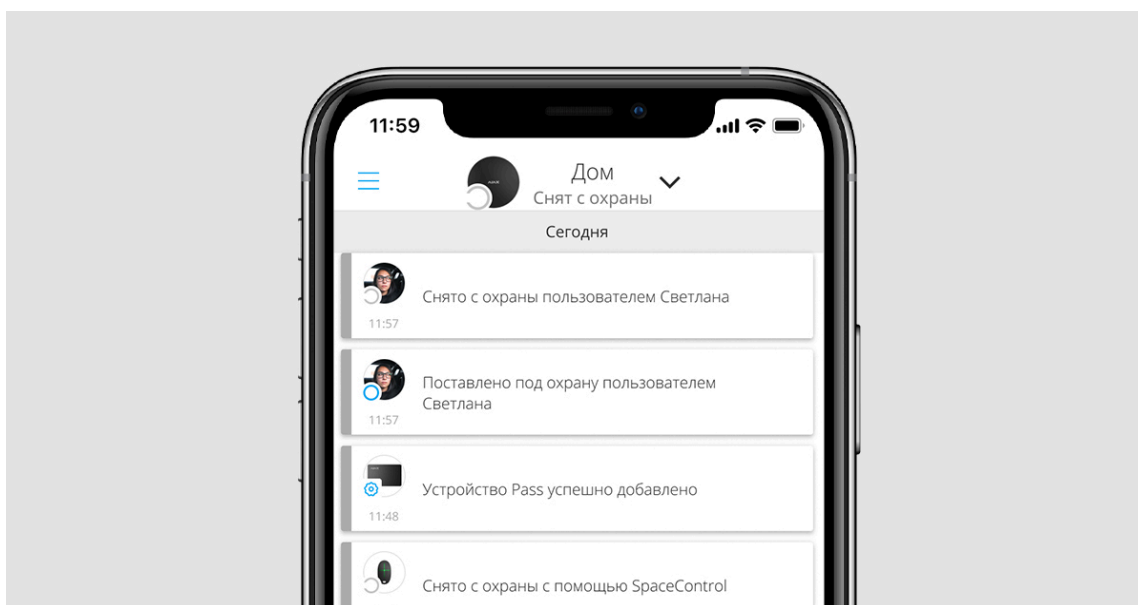 11:59
Дом
Снят с охраны
Сегодня
Снято с охраны пользователем Светлана
11:57
Поставлено под охрану пользователем
Светлана
11:57
Устройство Pass успешно добавлено
11:48
Снято с охраны с помощью SpaceControl